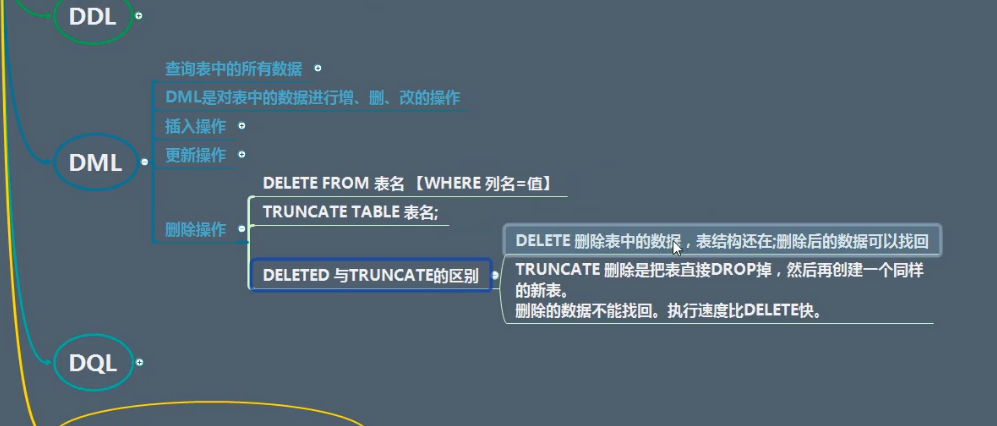 DDL
查询表中的所有数据
DML是对表中的数据进行增、删、改的操作
插入操作
DML
更新操作
DELETE FROM 表名 【WHERE 列名=值】
TRUNCATE TABLE 表名;
删除操作
DELETE 删除表中的数据，表结构还在;删除后的数据可以找回
DELETED 与TRUNCATE的区别
TRUNCATE 删除是把表直接DROP掉，然后再创建一个同样
的新表。
删除的数据不能找回。执行速度比DELETE快。
DQL